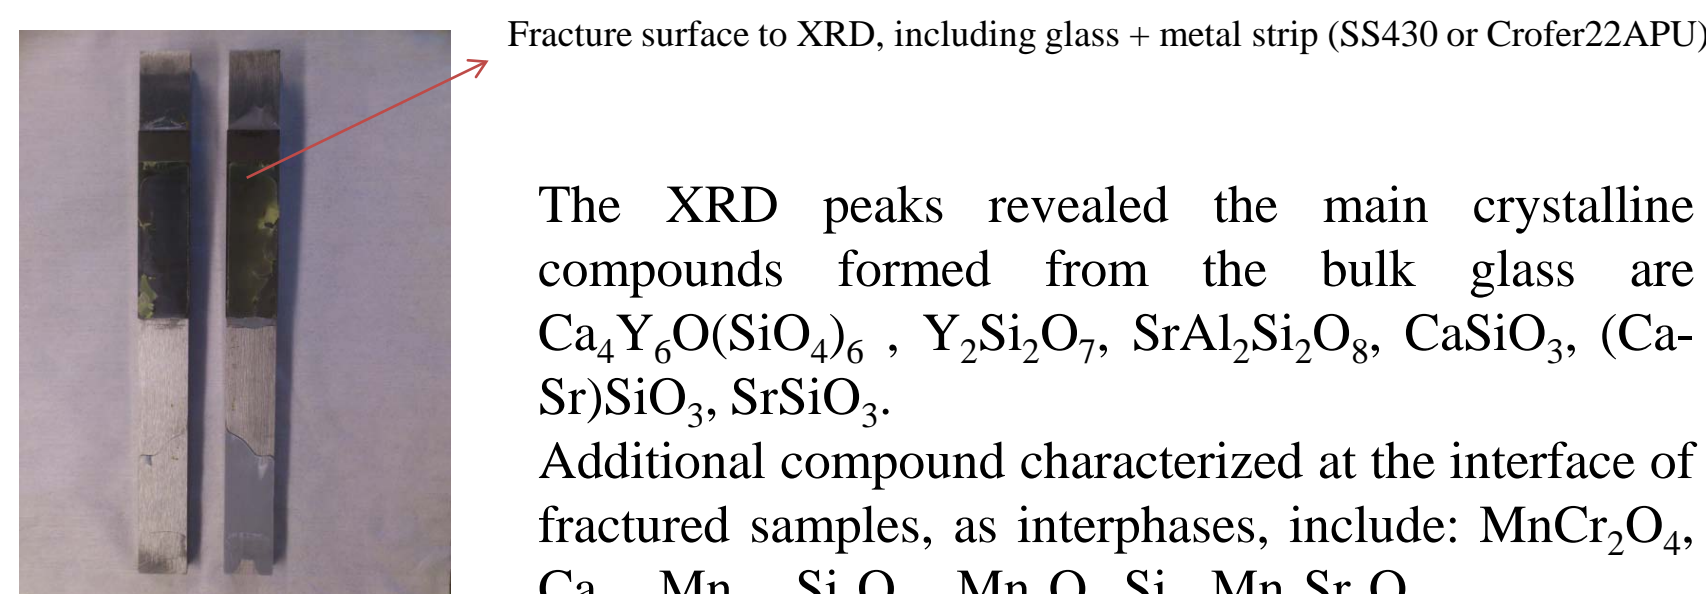 Fracture surface to XRD, including glass + metal strip (SS430 or Crofer22APU)
The XRD peaks revealed the main crystalline
compounds formed from the bulk glass are
Ca₄Y₆O(SiO₄)₆ , Y₂Si₂O₇, SrAl₂Si₂O₈, CaSiO₃, (Ca-
Sr)SiO₃, SrSiO₃.
Additional compound characterized at the interface of
fractured samples, as interphases, include: MnCr₂O₄,